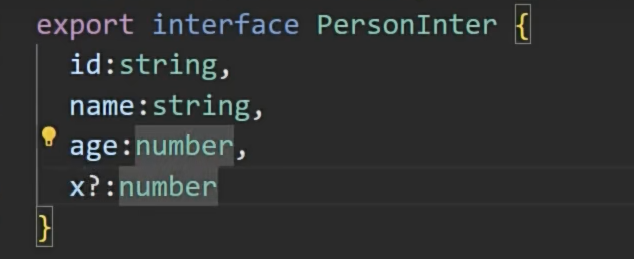 export interface PersonInter {
  id:string,
  name:string,
  age:number,
  x?:number
}